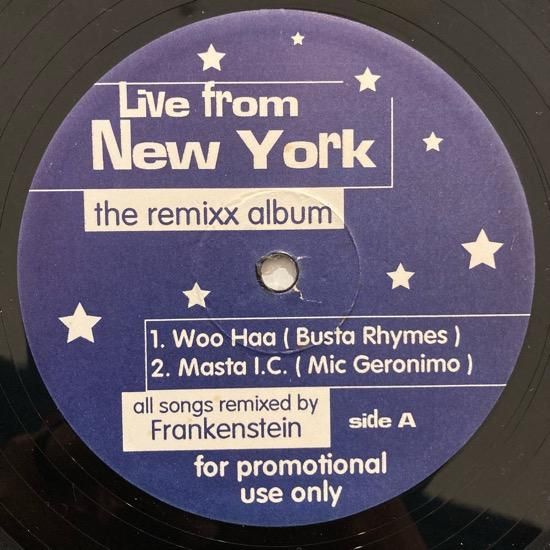 Live from
New York
the remixx album
1. Woo Haa ( Busta Rhymes )
2. Masta I.C. ( Mic Geronimo )
all songs remixed by
Frankenstein
side A
for promotional
use only